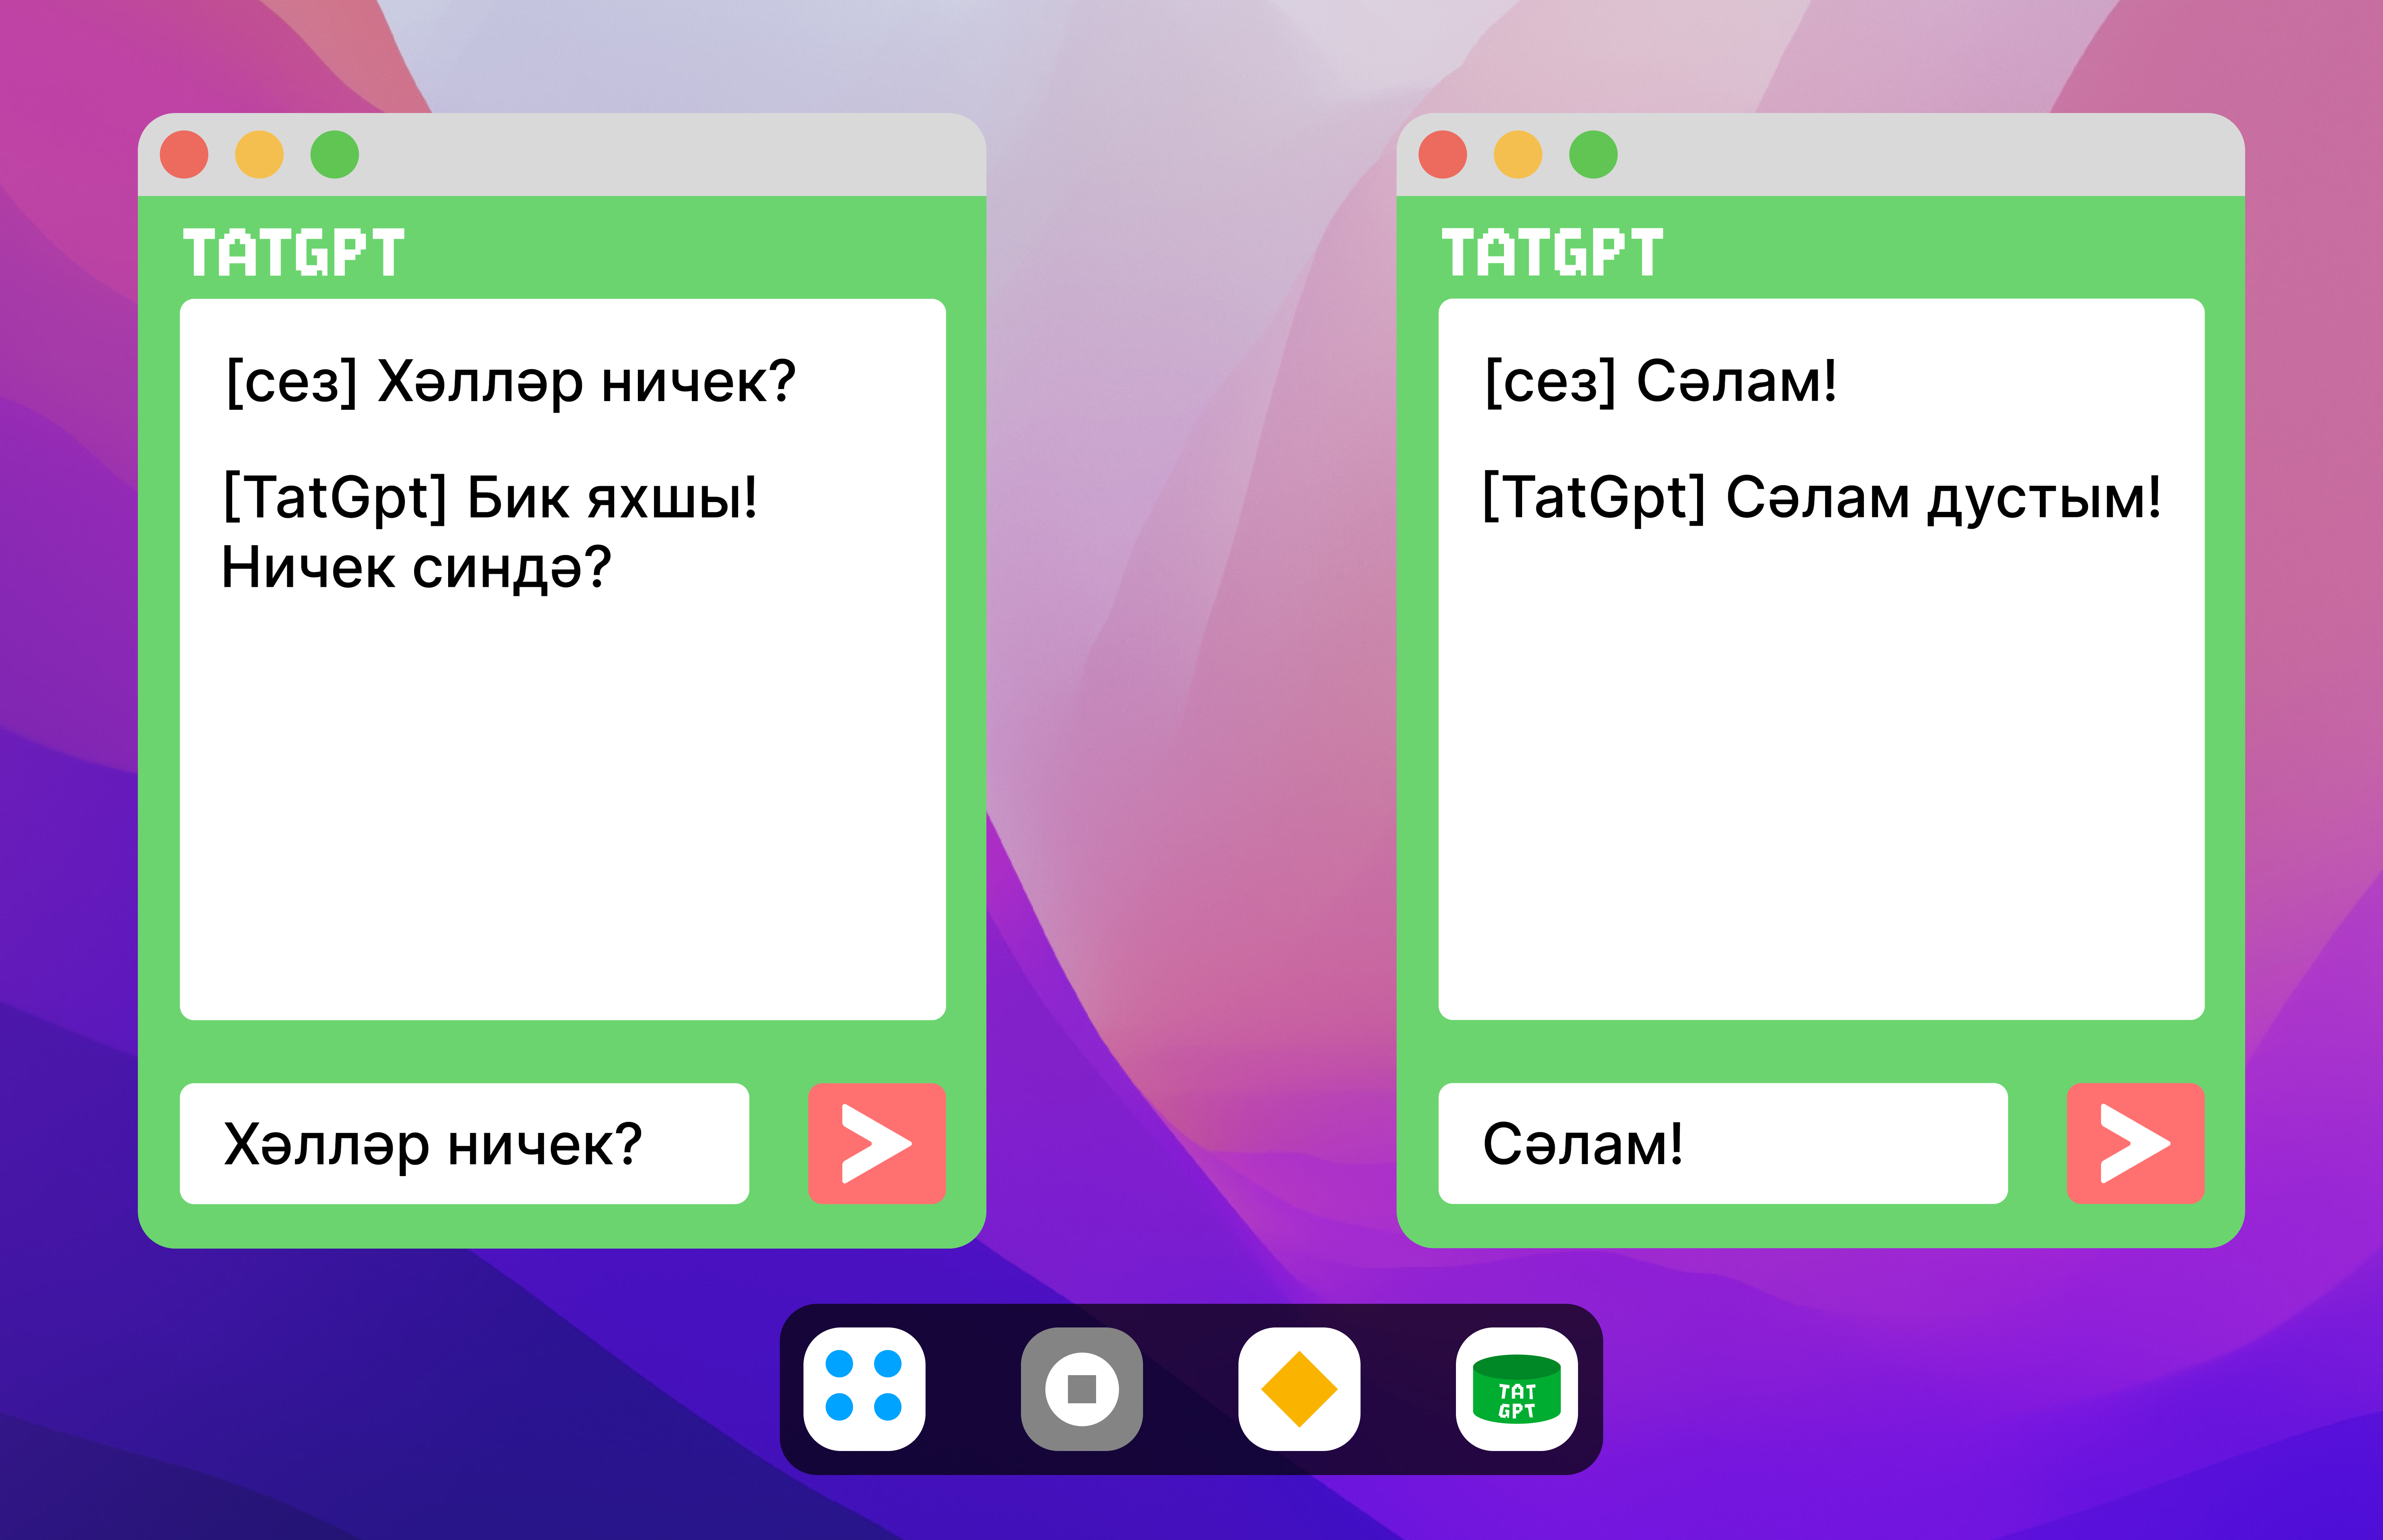 TATGPT
[сез] Хәлләр ничек?
[TatGpt] Бик яхшы!
Ничек синдә?
Хәлләр ничек?
TATGPT
[сез] Сәлам!
[TatGpt] Сәлам дустым!
Сәлам!
TAT
GPT